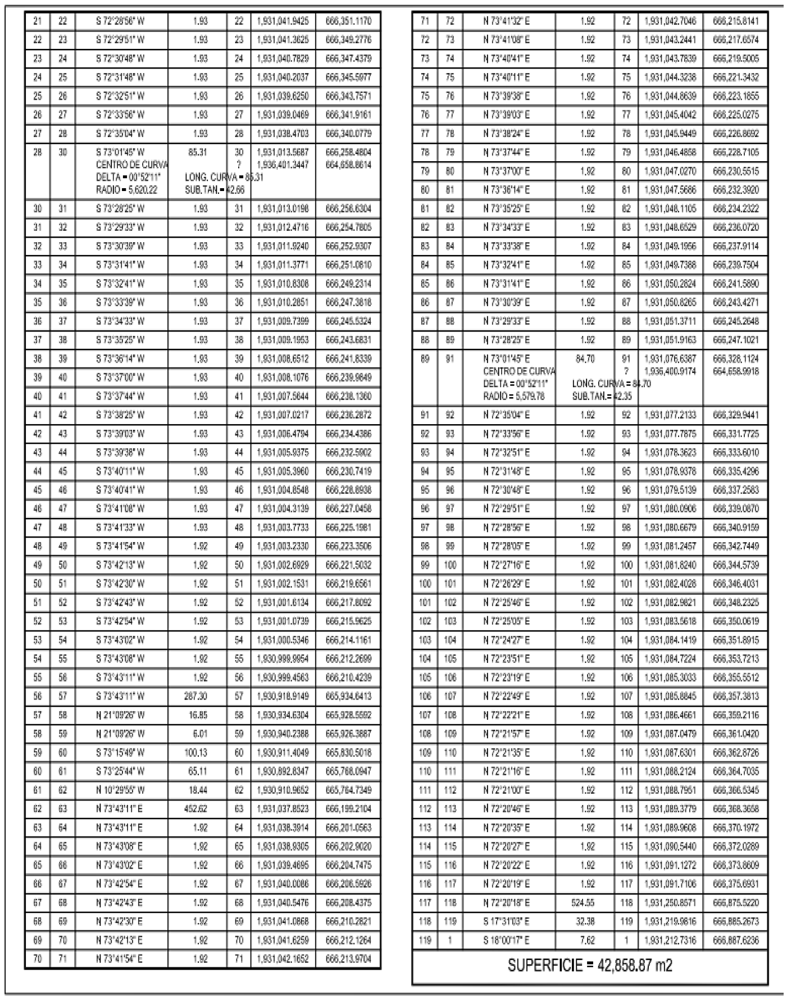 21 22 S 72°28'56" W 1.93 22 1,931,041.9425 666,351.1170
22 23 S 72°29'51" W 1.93 23 1,931,041.3625 666,349.2776
23 24 S 72°30'48" W 1.93 24 1,931,040.7829 666,347.4379
24 25 S 72°31'48" W 1.93 25 1,931,040.2037 666,345.5977
25 26 S 72°32'51" W 1.93 26 1,931,039.6250 666,343.7571
26 27 S 72°33'56" W 1.93 27 1,931,039.0469 666,341.9161
27 28 S 72°35'04" W 1.93 28 1,931,038.4703 666,340.0779
28 30 S 73°01'45" W 85.31 30 1,931,013.5687 666,258.4804
CENTRO DE CURVA ? 1,936,401.3447 664,658.8614
DELTA = 00°52'11" LONG. CURVA = 85.31
RADIO = 5,620.22 SUB.TAN.= 42.66
30 31 S 73°28'25" W 1.93 31 1,931,013.0198 666,256.6304
31 32 S 73°29'33" W 1.93 32 1,931,012.4716 666,254.7805
32 33 S 73°30'39" W 1.93 33 1,931,011.9240 666,252.9307
33 34 S 73°31'41" W 1.93 34 1,931,011.3771 666,251.0810
34 35 S 73°32'41" W 1.93 35 1,931,010.8308 666,249.2314
35 36 S 73°33'39" W 1.93 36 1,931,010.2851 666,247.3818
36 37 S 73°34'33" W 1.93 37 1,931,009.7399 666,245.5324
37 38 S 73°35'25" W 1.93 38 1,931,009.1953 666,243.6831
38 39 S 73°36'14" W 1.93 39 1,931,008.6512 666,241.8339
39 40 S 73°37'00" W 1.93 40 1,931,008.1076 666,239.9849
40 41 S 73°37'44" W 1.93 41 1,931,007.5644 666,238.1360
41 42 S 73°38'25" W 1.93 42 1,931,007.0217 666,236.2872
42 43 S 73°39'03" W 1.93 43 1,931,006.4794 666,234.4386
43 44 S 73°39'38" W 1.93 44 1,931,005.9375 666,232.5902
44 45 S 73°40'11" W 1.93 45 1,931,005.3960 666,230.7419
45 46 S 73°40'41" W 1.93 46 1,931,004.8548 666,228.8938
46 47 S 73°41'08" W 1.93 47 1,931,004.3139 666,227.0458
47 48 S 73°41'33" W 1.93 48 1,931,003.7733 666,225.1981
48 49 S 73°41'54" W 1.92 49 1,931,003.2330 666,223.3506
49 50 S 73°42'13" W 1.92 50 1,931,002.6929 666,221.5032
50 51 S 73°42'30" W 1.92 51 1,931,002.1531 666,219.6561
51 52 S 73°42'43" W 1.92 52 1,931,001.6134 666,217.8092
52 53 S 73°42'54" W 1.92 53 1,931,001.0739 666,215.9625
53 54 S 73°43'02" W 1.92 54 1,931,000.5346 666,214.1161
54 55 S 73°43'08" W 1.92 55 1,930,999.9954 666,212.2699
55 56 S 73°43'11" W 1.92 56 1,930,999.4563 666,210.4239
56 57 S 73°43'11" W 287.30 57 1,930,918.9149 665,934.6413
57 58 N 21°09'26" W 16.85 58 1,930,934.6304 665,928.5592
58 59 N 21°09'26" W 6.01 59 1,930,940.2388 665,926.3887
59 60 S 73°15'49" W 100.13 60 1,930,911.4049 665,830.5018
60 61 S 73°25'44" W 65.11 61 1,930,892.8347 665,768.0947
61 62 N 10°29'55" W 18.44 62 1,930,910.9652 665,764.7349
62 63 N 73°43'11" E 452.62 63 1,931,037.8523 666,199.2104
63 64 N 73°43'11" E 1.92 64 1,931,038.3914 666,201.0563
64 65 N 73°43'08" E 1.92 65 1,931,038.9305 666,202.9020
65 66 N 73°43'02" E 1.92 66 1,931,039.4695 666,204.7475
66 67 N 73°42'54" E 1.92 67 1,931,040.0086 666,206.5926
67 68 N 73°42'43" E 1.92 68 1,931,040.5476 666,208.4375
68 69 N 73°42'30" E 1.92 69 1,931,041.0868 666,210.2821
69 70 N 73°42'13" E 1.92 70 1,931,041.6259 666,212.1264
70 71 N 73°41'54" E 1.92 71 1,931,042.1652 666,213.9704
71 72 N 73°41'32" E 1.92 72 1,931,042.7046 666,215.8141
72 73 N 73°41'08" E 1.92 73 1,931,043.2441 666,217.6574
73 74 N 73°40'41" E 1.92 74 1,931,043.7839 666,219.5005
74 75 N 73°40'11" E 1.92 75 1,931,044.3238 666,221.3432
75 76 N 73°39'38" E 1.92 76 1,931,044.8639 666,223.1855
76 77 N 73°39'03" E 1.92 77 1,931,045.4042 666,225.0275
77 78 N 73°38'24" E 1.92 78 1,931,045.9449 666,226.8692
78 79 N 73°37'44" E 1.92 79 1,931,046.4858 666,228.7105
79 80 N 73°37'00" E 1.92 80 1,931,047.0270 666,230.5515
80 81 N 73°36'14" E 1.92 81 1,931,047.5686 666,232.3920
81 82 N 73°35'25" E 1.92 82 1,931,048.1105 666,234.2322
82 83 N 73°34'33" E 1.92 83 1,931,048.6529 666,236.0720
83 84 N 73°33'38" E 1.92 84 1,931,049.1956 666,237.9114
84 85 N 73°32'41" E 1.92 85 1,931,049.7388 666,239.7504
85 86 N 73°31'41" E 1.92 86 1,931,050.2824 666,241.5890
86 87 N 73°30'39" E 1.92 87 1,931,050.8265 666,243.4271
87 88 N 73°29'33" E 1.92 88 1,931,051.3711 666,245.2648
88 89 N 73°28'25" E 1.92 89 1,931,051.9163 666,247.1021
89 91 N 73°01'45" E 84.70 91 1,931,076.6387 666,328.1124
CENTRO DE CURVA ? 1,936,400.9174 664,658.9918
DELTA = 00°52'11" LONG. CURVA = 84.70
RADIO = 5,579.78 SUB.TAN.= 42.35
91 92 N 72°35'04" E 1.92 92 1,931,077.2133 666,329.9441
92 93 N 72°33'56" E 1.92 93 1,931,077.7875 666,331.7725
93 94 N 72°32'51" E 1.92 94 1,931,078.3623 666,333.6010
94 95 N 72°31'48" E 1.92 95 1,931,078.9378 666,335.4296
95 96 N 72°30'48" E 1.92 96 1,931,079.5139 666,337.2583
96 97 N 72°29'51" E 1.92 97 1,931,080.0906 666,339.0870
97 98 N 72°28'56" E 1.92 98 1,931,080.6679 666,340.9159
98 99 N 72°28'05" E 1.92 99 1,931,081.2457 666,342.7449
99 100 N 72°27'16" E 1.92 100 1,931,081.8240 666,344.5739
100 101 N 72°26'29" E 1.92 101 1,931,082.4028 666,346.4031
101 102 N 72°25'46" E 1.92 102 1,931,082.9821 666,348.2325
102 103 N 72°25'05" E 1.92 103 1,931,083.5618 666,350.0619
103 104 N 72°24'27" E 1.92 104 1,931,084.1419 666,351.8915
104 105 N 72°23'51" E 1.92 105 1,931,084.7224 666,353.7213
105 106 N 72°23'19" E 1.92 106 1,931,085.3033 666,355.5512
106 107 N 72°22'49" E 1.92 107 1,931,085.8845 666,357.3813
107 108 N 72°22'21" E 1.92 108 1,931,086.4661 666,359.2116
108 109 N 72°21'57" E 1.92 109 1,931,087.0479 666,361.0420
109 110 N 72°21'35" E 1.92 110 1,931,087.6301 666,362.8726
110 111 N 72°21'16" E 1.92 111 1,931,088.2124 666,364.7035
111 112 N 72°21'00" E 1.92 112 1,931,088.7951 666,366.5345
112 113 N 72°20'46" E 1.92 113 1,931,089.3779 666,368.3658
113 114 N 72°20'35" E 1.92 114 1,931,089.9608 666,370.1972
114 115 N 72°20'27" E 1.92 115 1,931,090.5440 666,372.0289
115 116 N 72°20'22" E 1.92 116 1,931,091.1272 666,373.8609
116 117 N 72°20'19" E 1.92 117 1,931,091.7106 666,375.6931
117 118 N 72°20'18" E 524.55 118 1,931,250.8571 666,875.5220
118 119 S 17°31'03" E 32.38 119 1,931,219.9816 666,885.2673
119 1 S 18°00'17" E 7.62 1 1,931,212.7316 666,887.6236
SUPERFICIE = 42,858.87 m2